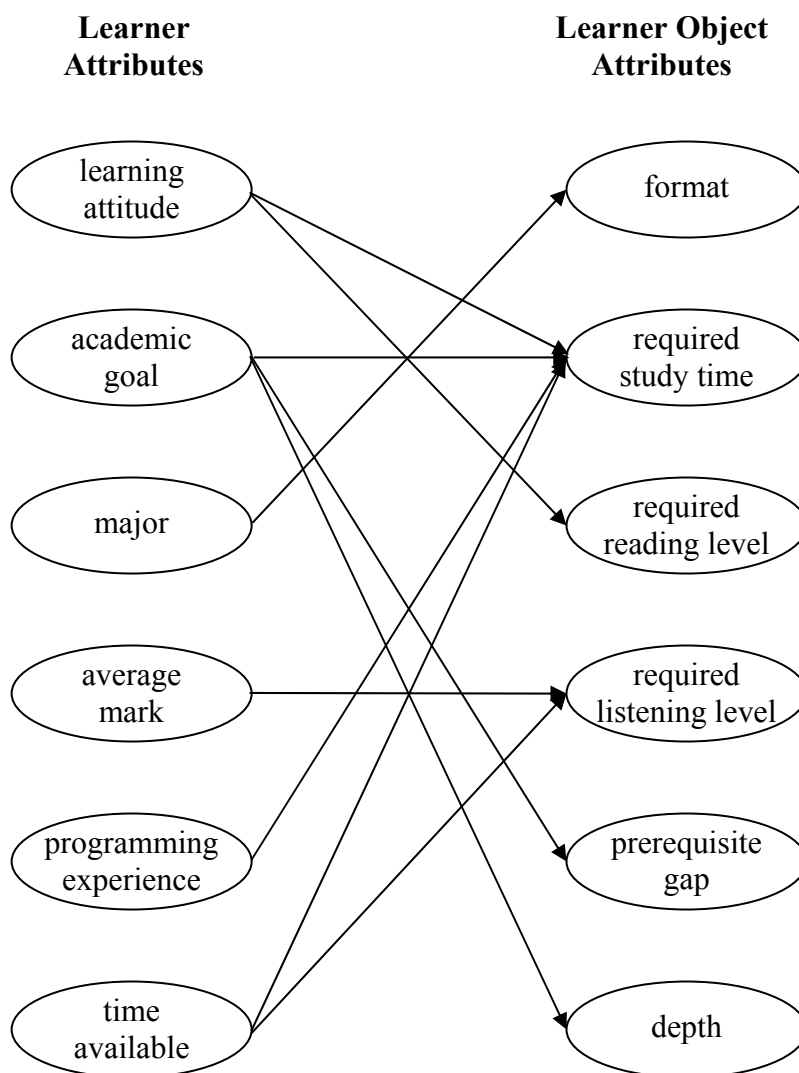 Learner
Attributes
Learner Object
Attributes
learning
attitude
format
academic
goal
required
study time
major
required
reading level
average
mark
required
listening level
programming
experience
prerequisite
gap
time
available
depth